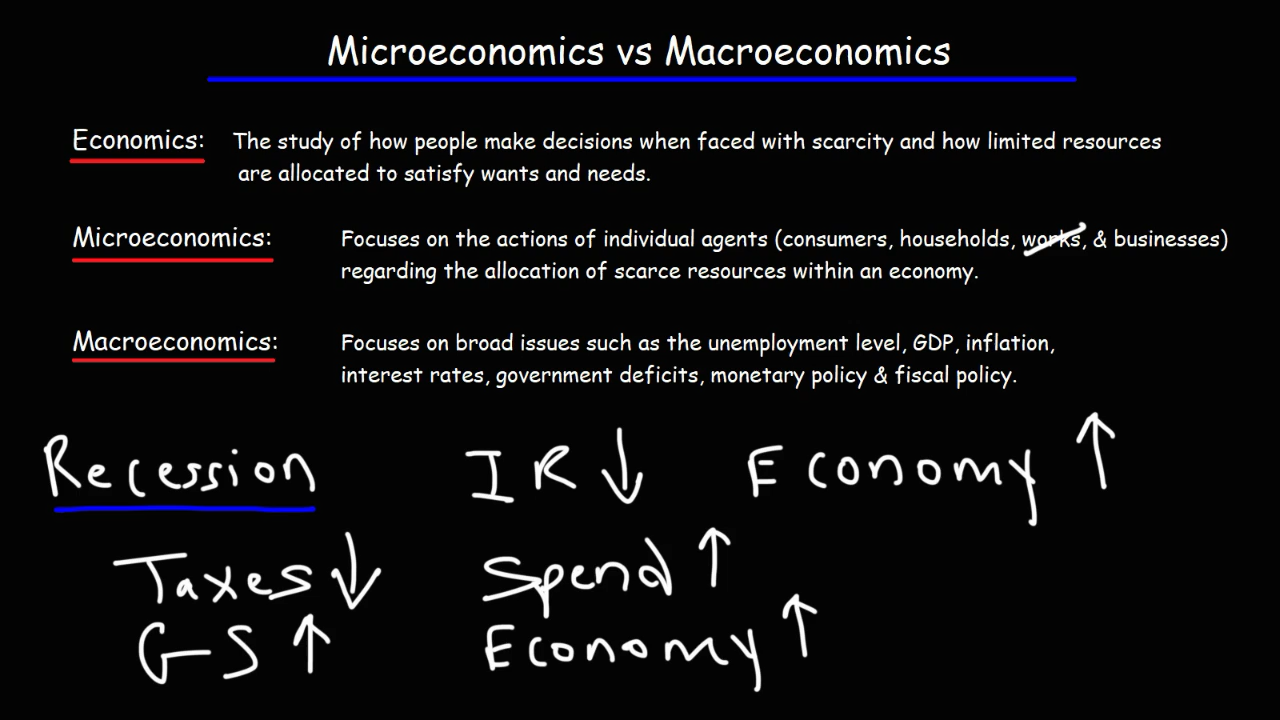 Microeconomics vs Macroeconomics
Economics: The study of how people make decisions when faced with scarcity and how limited resources
are allocated to satisfy wants and needs.
Microeconomics: Focuses on the actions of individual agents (consumers, households, works, & businesses)
regarding the allocation of scarce resources within an economy.
Macroeconomics: Focuses on broad issues such as the unemployment level, GDP, inflation,
interest rates, government deficits, monetary policy & fiscal policy.
Recession IR ↓ Economy ↑
Taxes ↓ Spend ↑
GS ↑ Economy ↑